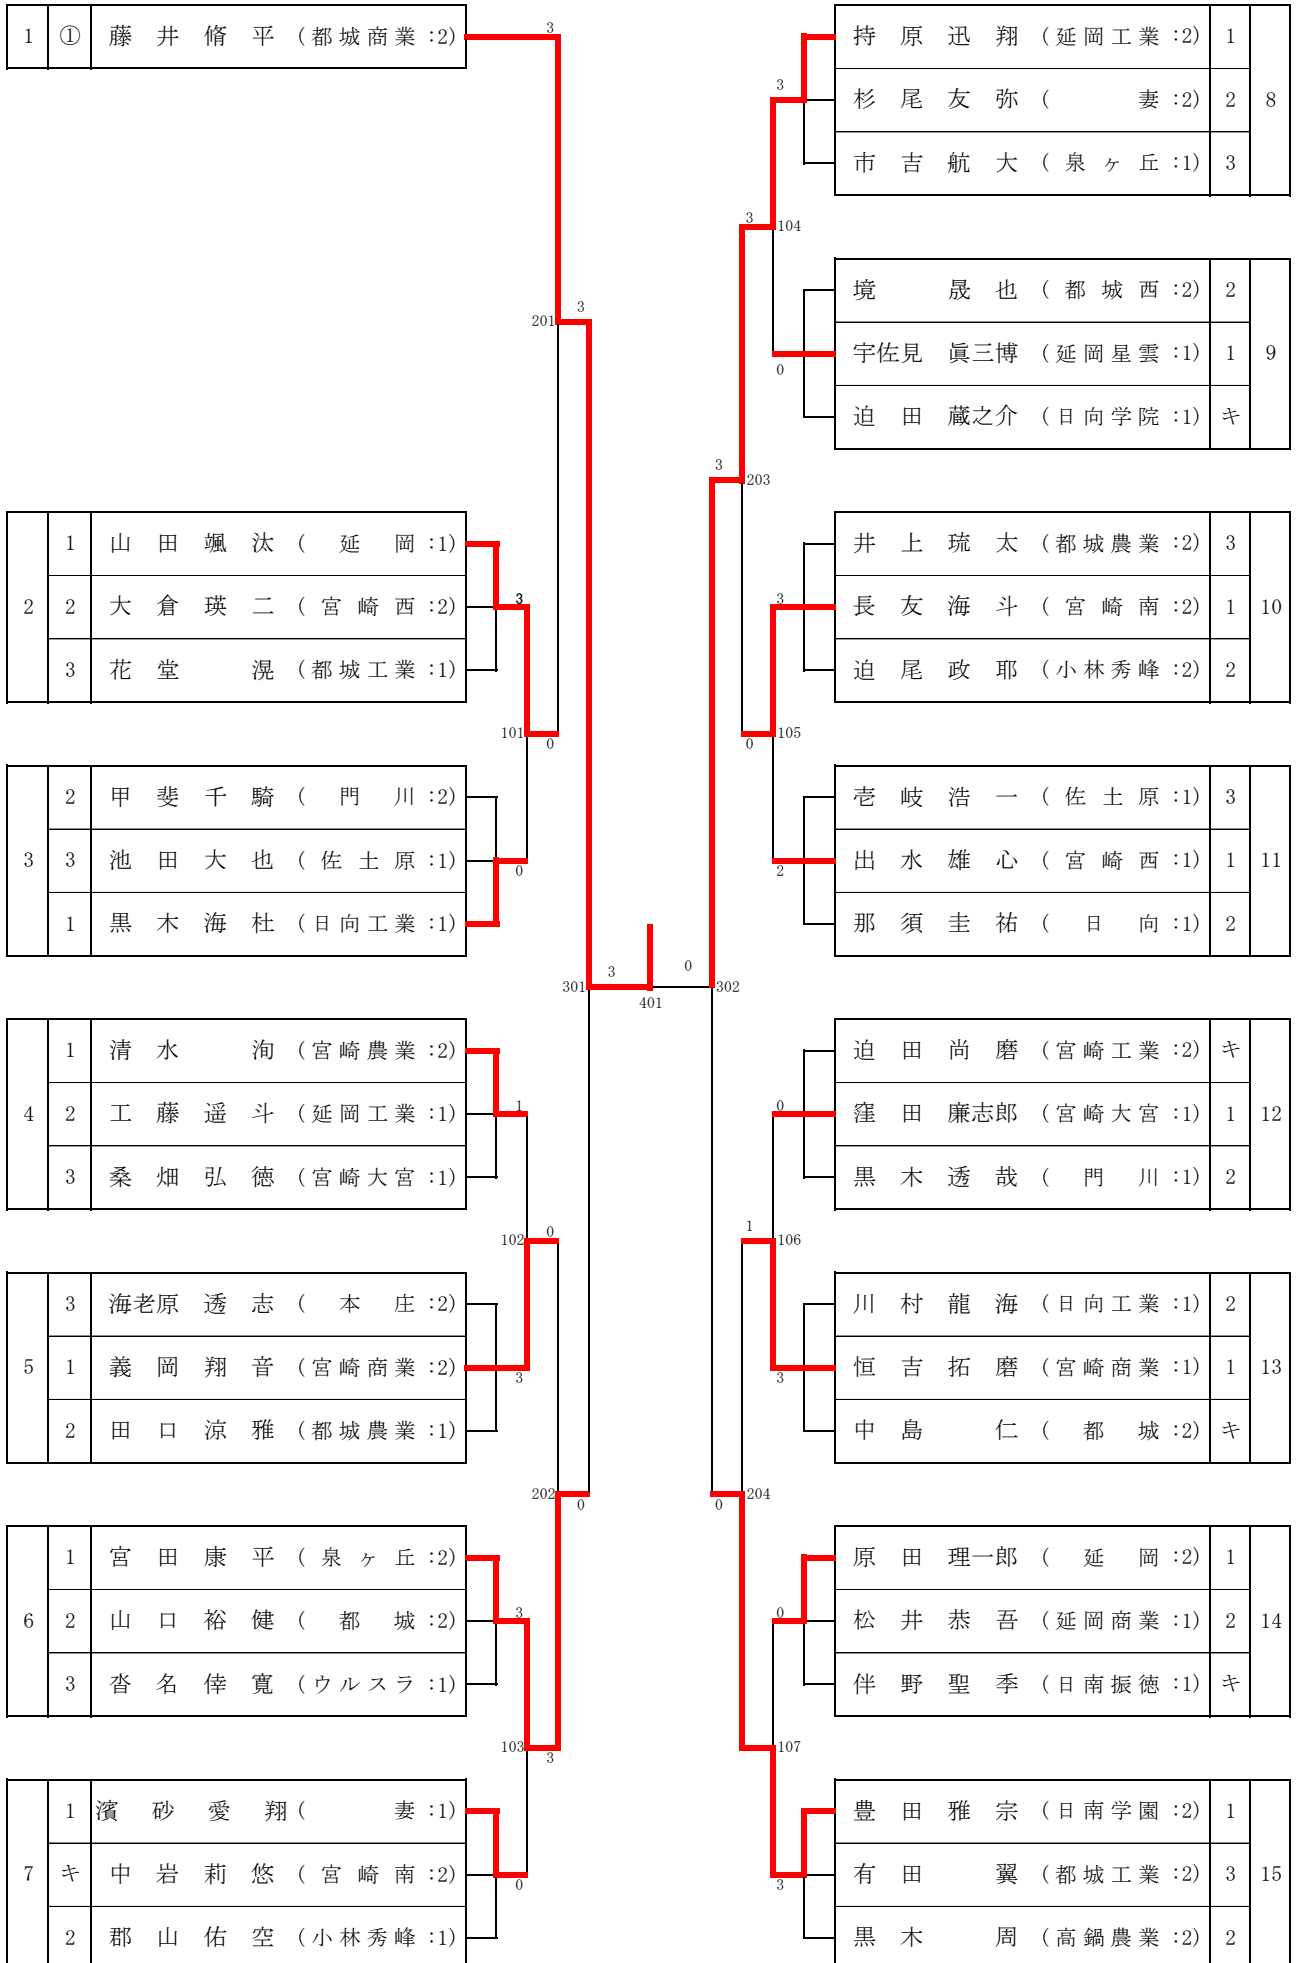 1 ① 藤井脩平 (都城商業:2)
3
201
3
2
1 山田颯汰 (延岡:1)
2 大倉瑛二 (宮崎西:2)
3 花堂滉 (都城工業:1)
3
101
0
3
2 甲斐千騎 (門川:2)
3 池田大也 (佐土原:1)
1 黒木海杜 (日向工業:1)
0
301
3
401
0
302
4
1 清水洵 (宮崎農業:2)
2 工藤遥斗 (延岡工業:1)
3 桑畑弘徳 (宮崎大宮:1)
1
102
0
5
3 海老原透志 (本庄:2)
1 義岡翔音 (宮崎商業:2)
2 田口涼雅 (都城農業:1)
3
202
0
6
1 宮田康平 (泉ヶ丘:2)
2 山口裕健 (都城:2)
3 沓名倖寛 (ウルスラ:1)
3
103
3
7
1 濱砂愛翔 (妻:1)
キ 中岩莉悠 (宮崎南:2)
2 郡山佑空 (小林秀峰:1)
0
持原迅翔 (延岡工業:2) 1
杉尾友弥 (妻:2) 2
市吉航大 (泉ヶ丘:1) 3
8
3
3
104
境晟也 (都城西:2) 2
宇佐見眞三博 (延岡星雲:1) 1
迫田蔵之介 (日向学院:1) キ
9
0
3
203
井上琉太 (都城農業:2) 3
長友海斗 (宮崎南:2) 1
迫尾政耶 (小林秀峰:2) 2
10
3
0
105
壱岐浩一 (佐土原:1) 3
出水雄心 (宮崎西:1) 1
那須圭祐 (日向:1) 2
11
2
迫田尚磨 (宮崎工業:2) キ
窪田廉志郎 (宮崎大宮:1) 1
黒木透哉 (門川:1) 2
12
0
1
106
川村龍海 (日向工業:1) 2
恒吉拓磨 (宮崎商業:1) 1
中島仁 (都城:2) キ
13
3
0
204
原田理一郎 (延岡:2) 1
松井恭吾 (延岡商業:1) 2
伴野聖季 (日南振徳:1) キ
14
0
107
豊田雅宗 (日南学園:2) 1
有田翼 (都城工業:2) 3
黒木周 (高鍋農業:2) 2
15
3